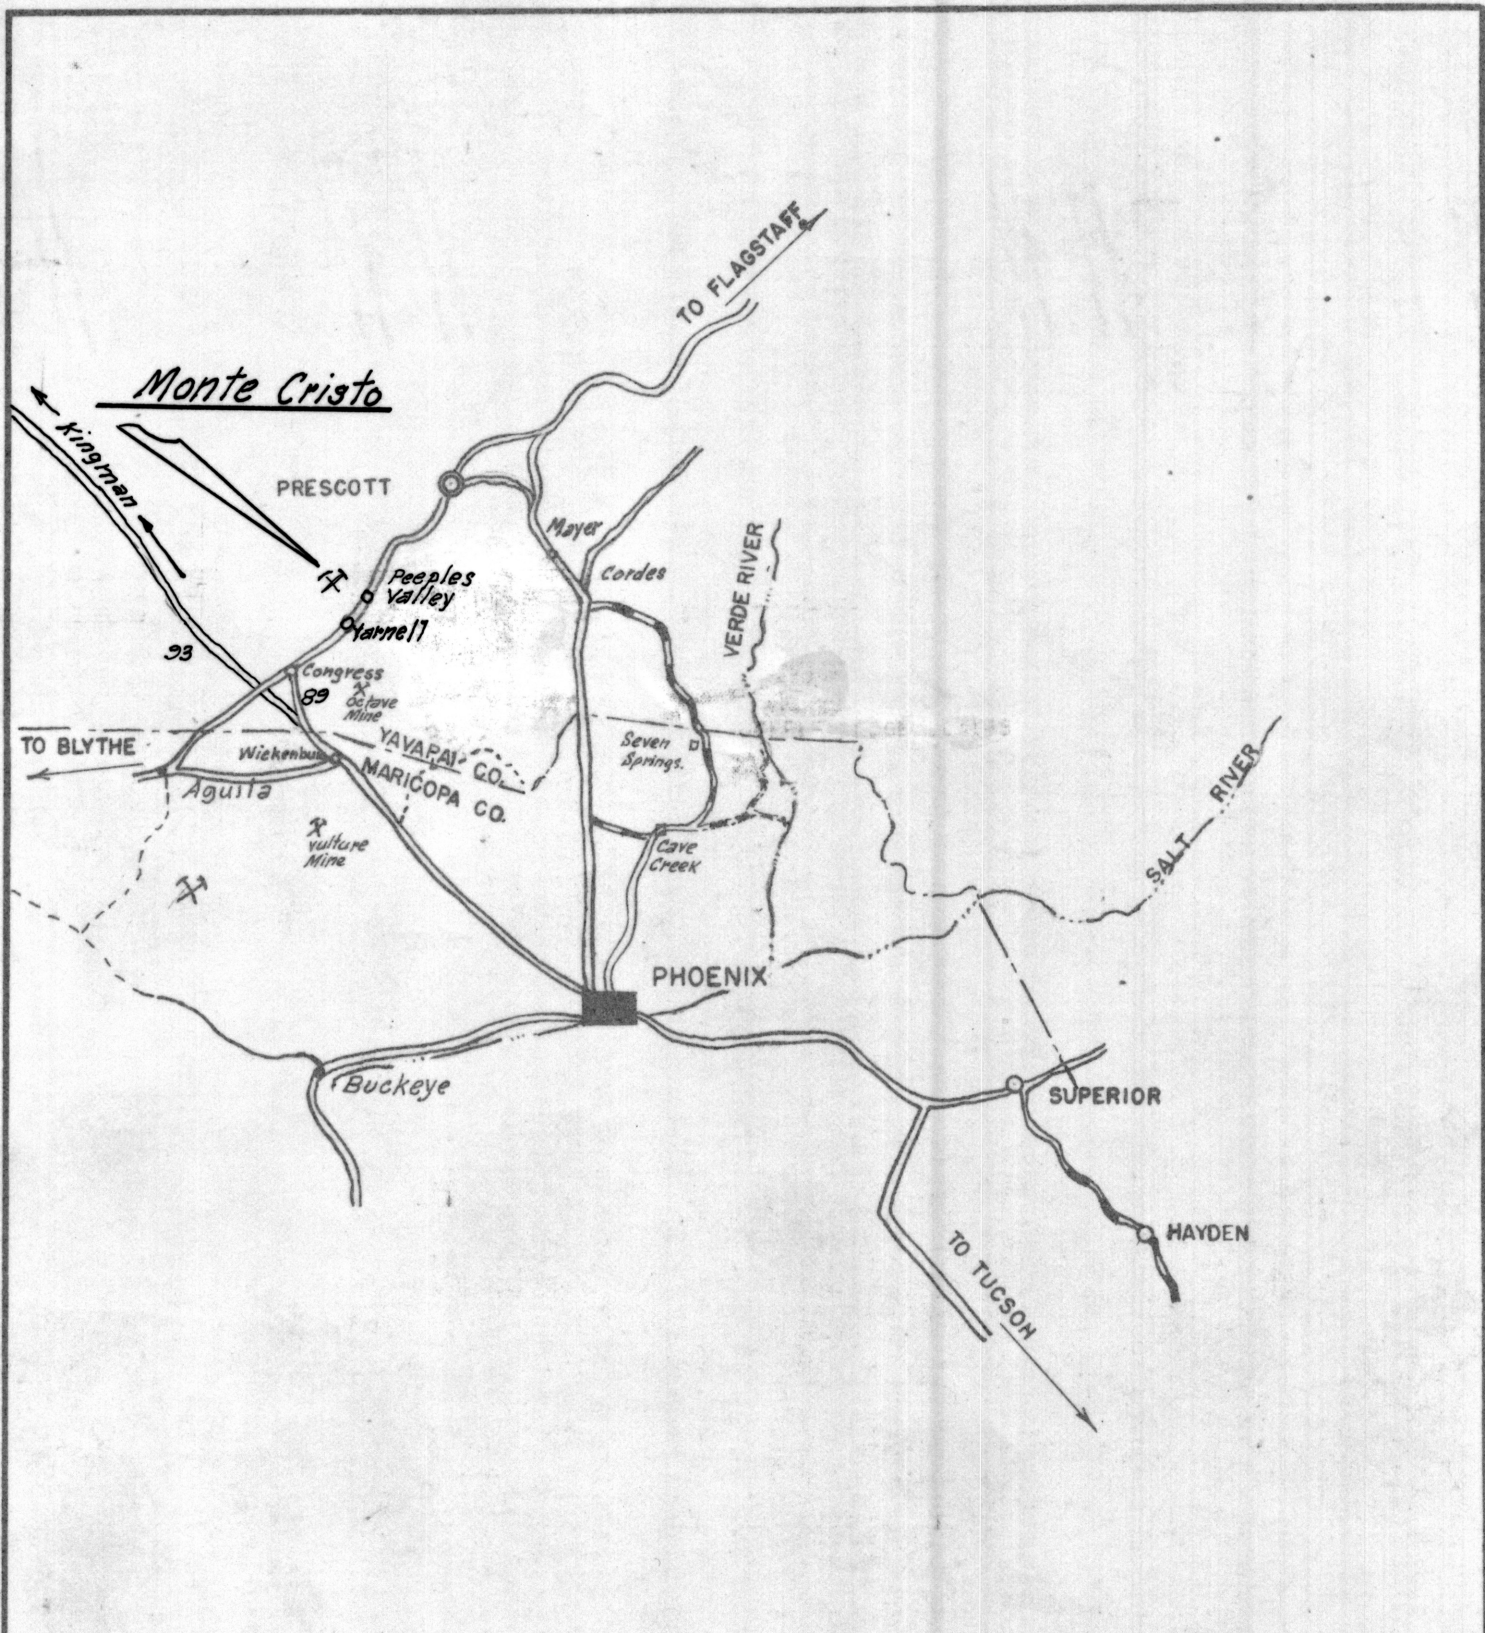 TO FLAGSTAFF
Monte Cristo
Kingman
PRESCOTT
Mayer
Cordes
VERDE RIVER
Peeples
Valley
Yarnell
93
Congress
89
Octave
Mine
TO BLYTHE
Wickenburg
YAVAPAI CO.
MARICOPA CO.
Seven
Springs.
Aguila
Vulture
Mine
Cave
Creek
SALT RIVER
PHOENIX
Buckeye
SUPERIOR
HAYDEN
TO TUCSON